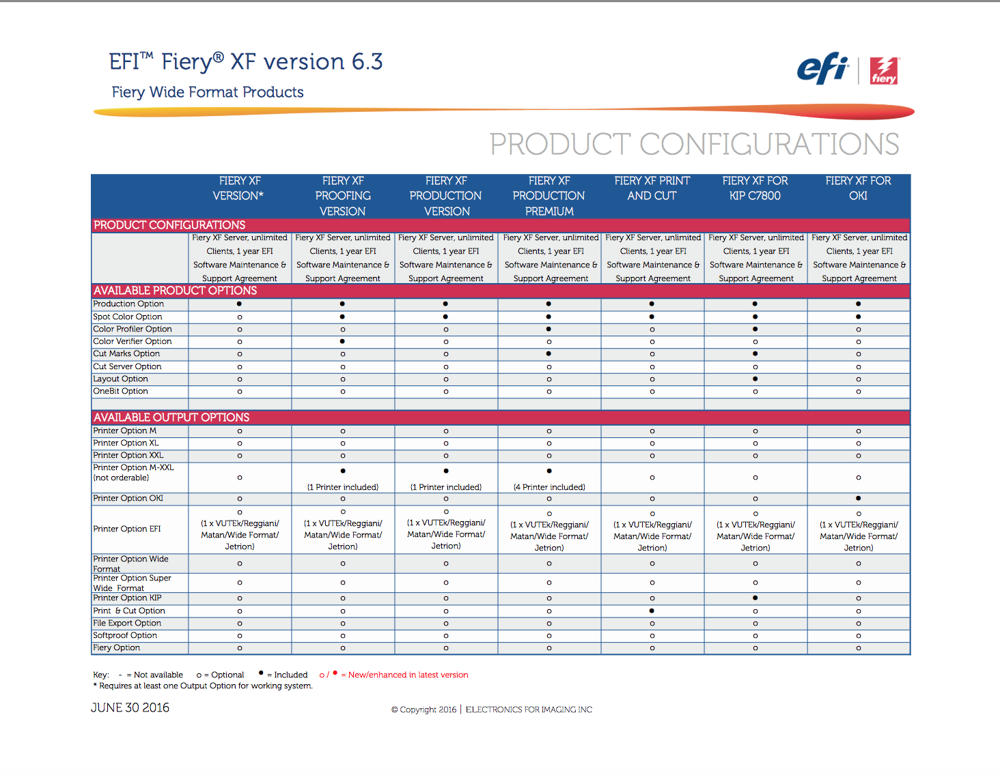 EFI™ Fiery® XF version 6.3
Fiery Wide Format Products
efi | fiery
PRODUCT CONFIGURATIONS
FIERY XF VERSION* FIERY XF PROOFING VERSION FIERY XF PRODUCTION VERSION FIERY XF PRODUCTION PREMIUM FIERY XF PRINT AND CUT FIERY XF FOR KIP C7800 FIERY XF FOR OKI
PRODUCT CONFIGURATIONS
Fiery XF Server, unlimited Fiery XF Server, unlimited Fiery XF Server, unlimited Fiery XF Server, unlimited Fiery XF Server, unlimited Fiery XF Server, unlimited Fiery XF Server, unlimited
Clients, 1 year EFI Clients, 1 year EFI Clients, 1 year EFI Clients, 1 year EFI Clients, 1 year EFI Clients, 1 year EFI Clients, 1 year EFI
Software Maintenance & Software Maintenance & Software Maintenance & Software Maintenance & Software Maintenance & Software Maintenance & Software Maintenance &
Support Agreement Support Agreement Support Agreement Support Agreement Support Agreement Support Agreement Support Agreement
AVAILABLE PRODUCT OPTIONS
Production Option ● ● ● ● ● ● ●
Spot Color Option o ● ● ● ● ● ●
Color Profiler Option o o o ● o ● o
Color Verifier Option o ● o o o o o
Cut Marks Option o o o ● o ● o
Cut Server Option o o o o o o o
Layout Option o o o o o ● o
OneBit Option o o o o o o o
AVAILABLE OUTPUT OPTIONS
Printer Option M o o o o o o o
Printer Option XL o o o o o o o
Printer Option XXL o o o o o o o
Printer Option M-XXL o ● ● ● o o o
(not orderable) (1 Printer included) (1 Printer included) (4 Printer included)
Printer Option OKI o o o o o o ●
Printer Option EFI o o o o o o o
(1 x VUTEk/Reggiani/ (1 x VUTEk/Reggiani/ (1 x VUTEk/Reggiani/ (1 x VUTEk/Reggiani/ (1 x VUTEk/Reggiani/ (1 x VUTEk/Reggiani/ (1 x VUTEk/Reggiani/
Matan/Wide Format/ Matan/Wide Format/ Matan/Wide Format/ Matan/Wide Format/ Matan/Wide Format/ Matan/Wide Format/ Matan/Wide Format/
Jetrion) Jetrion) Jetrion) Jetrion) Jetrion) Jetrion) Jetrion)
Printer Option Wide
Format o o o o o o o
Printer Option Super
Wide Format o o o o o o o
Printer Option KIP o o o o o ● o
Print & Cut Option o o o o ● o o
File Export Option o o o o o o o
Softproof Option o o o o o o o
Fiery Option o o o o o o o
Key: - = Not available o = Optional ● = Included o / ● = New/enhanced in latest version
* Requires at least one Output Option for working system.
JUNE 30 2016
© Copyright 2016 | ELECTRONICS FOR IMAGING INC